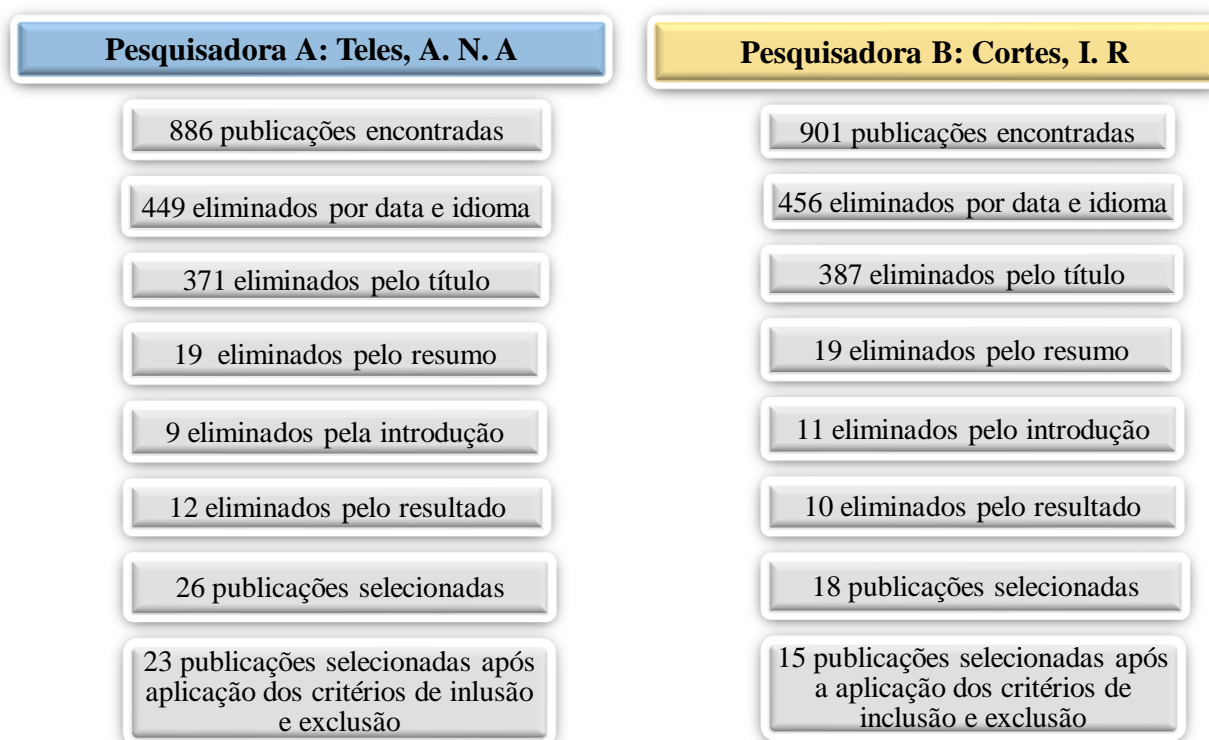 Pesquisadora A: Teles, A. N. A
886 publicações encontradas
449 eliminados por data e idioma
371 eliminados pelo título
19 eliminados pelo resumo
9 eliminados pela introdução
12 eliminados pelo resultado
26 publicações selecionadas
23 publicações selecionadas após
aplicação dos critérios de inlusão
e exclusão
Pesquisadora B: Cortes, I. R
901 publicações encontradas
456 eliminados por data e idioma
387 eliminados pelo título
19 eliminados pelo resumo
11 eliminados pelo introdução
10 eliminados pelo resultado
18 publicações selecionadas
15 publicações selecionadas após
a aplicação dos critérios de
inclusão e exclusão